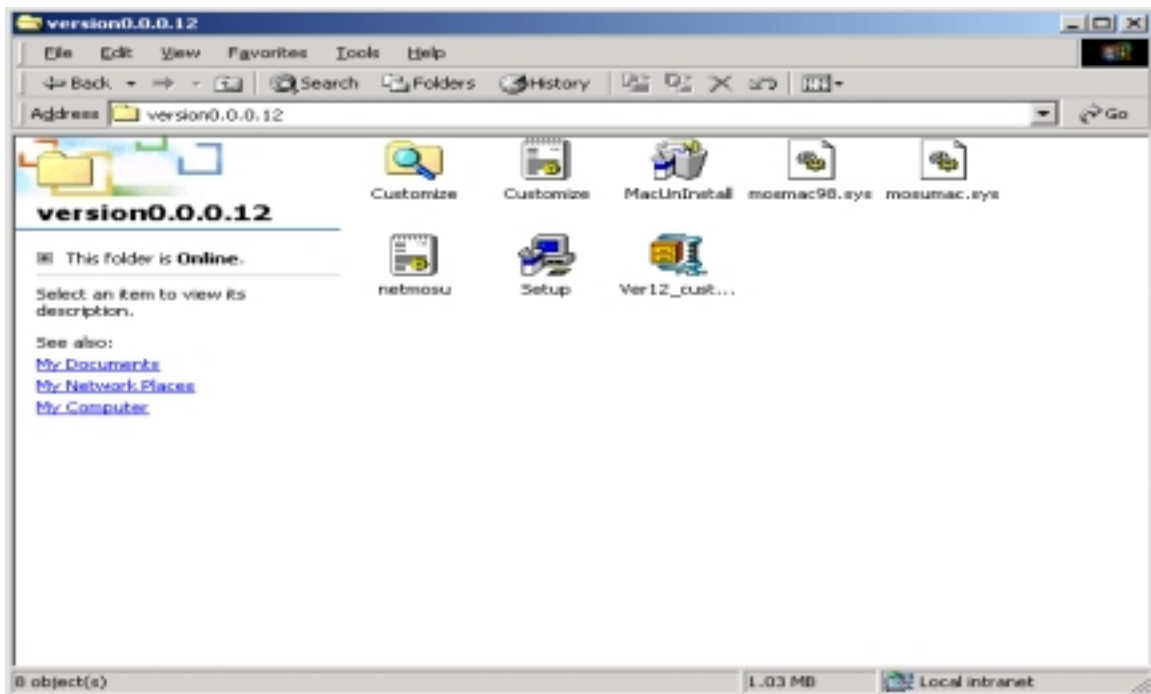 version0.0.0.12
File Edit View Favorites Tools Help
Back Search Folders History
Address version0.0.0.12 Go
version0.0.0.12
This folder is Online.
Select an item to view its
description.
See also:
My Documents
My Network Places
My Computer
Customize Customize MacUnInstall mosmac98.sys mosumac.sys
netmosu Setup Ver12_cust...
8 object(s) 1.03 MB Local intranet